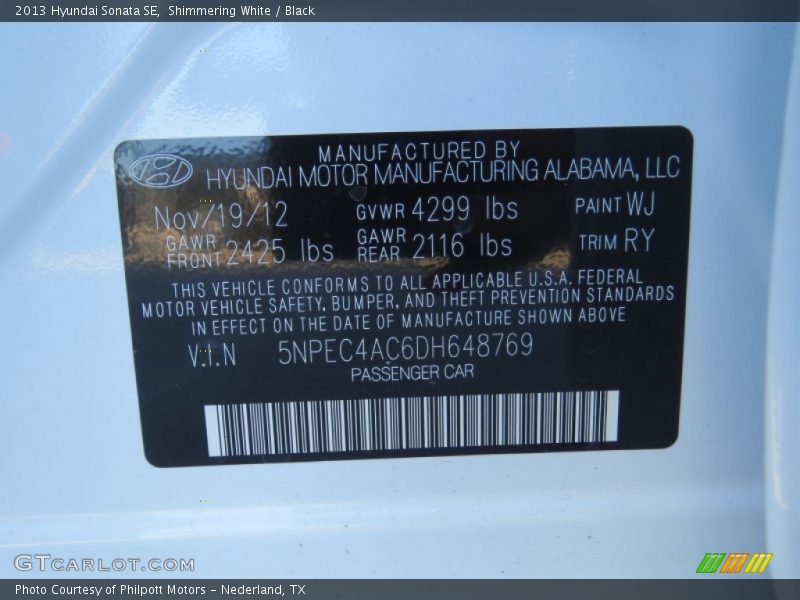 2013 Hyundai Sonata SE, Shimmering White / Black
MANUFACTURED BY
HYUNDAI MOTOR MANUFACTURING ALABAMA, LLC
Nov/19/12 GVWR 4299 lbs PAINT WJ
GAWR FRONT 2425 lbs GAWR REAR 2116 lbs TRIM RY
THIS VEHICLE CONFORMS TO ALL APPLICABLE U.S.A. FEDERAL
MOTOR VEHICLE SAFETY, BUMPER, AND THEFT PREVENTION STANDARDS
IN EFFECT ON THE DATE OF MANUFACTURE SHOWN ABOVE
V.I.N 5NPEC4AC6DH648769
PASSENGER CAR
GTCARLOT.COM
Photo Courtesy of Philpott Motors - Nederland, TX